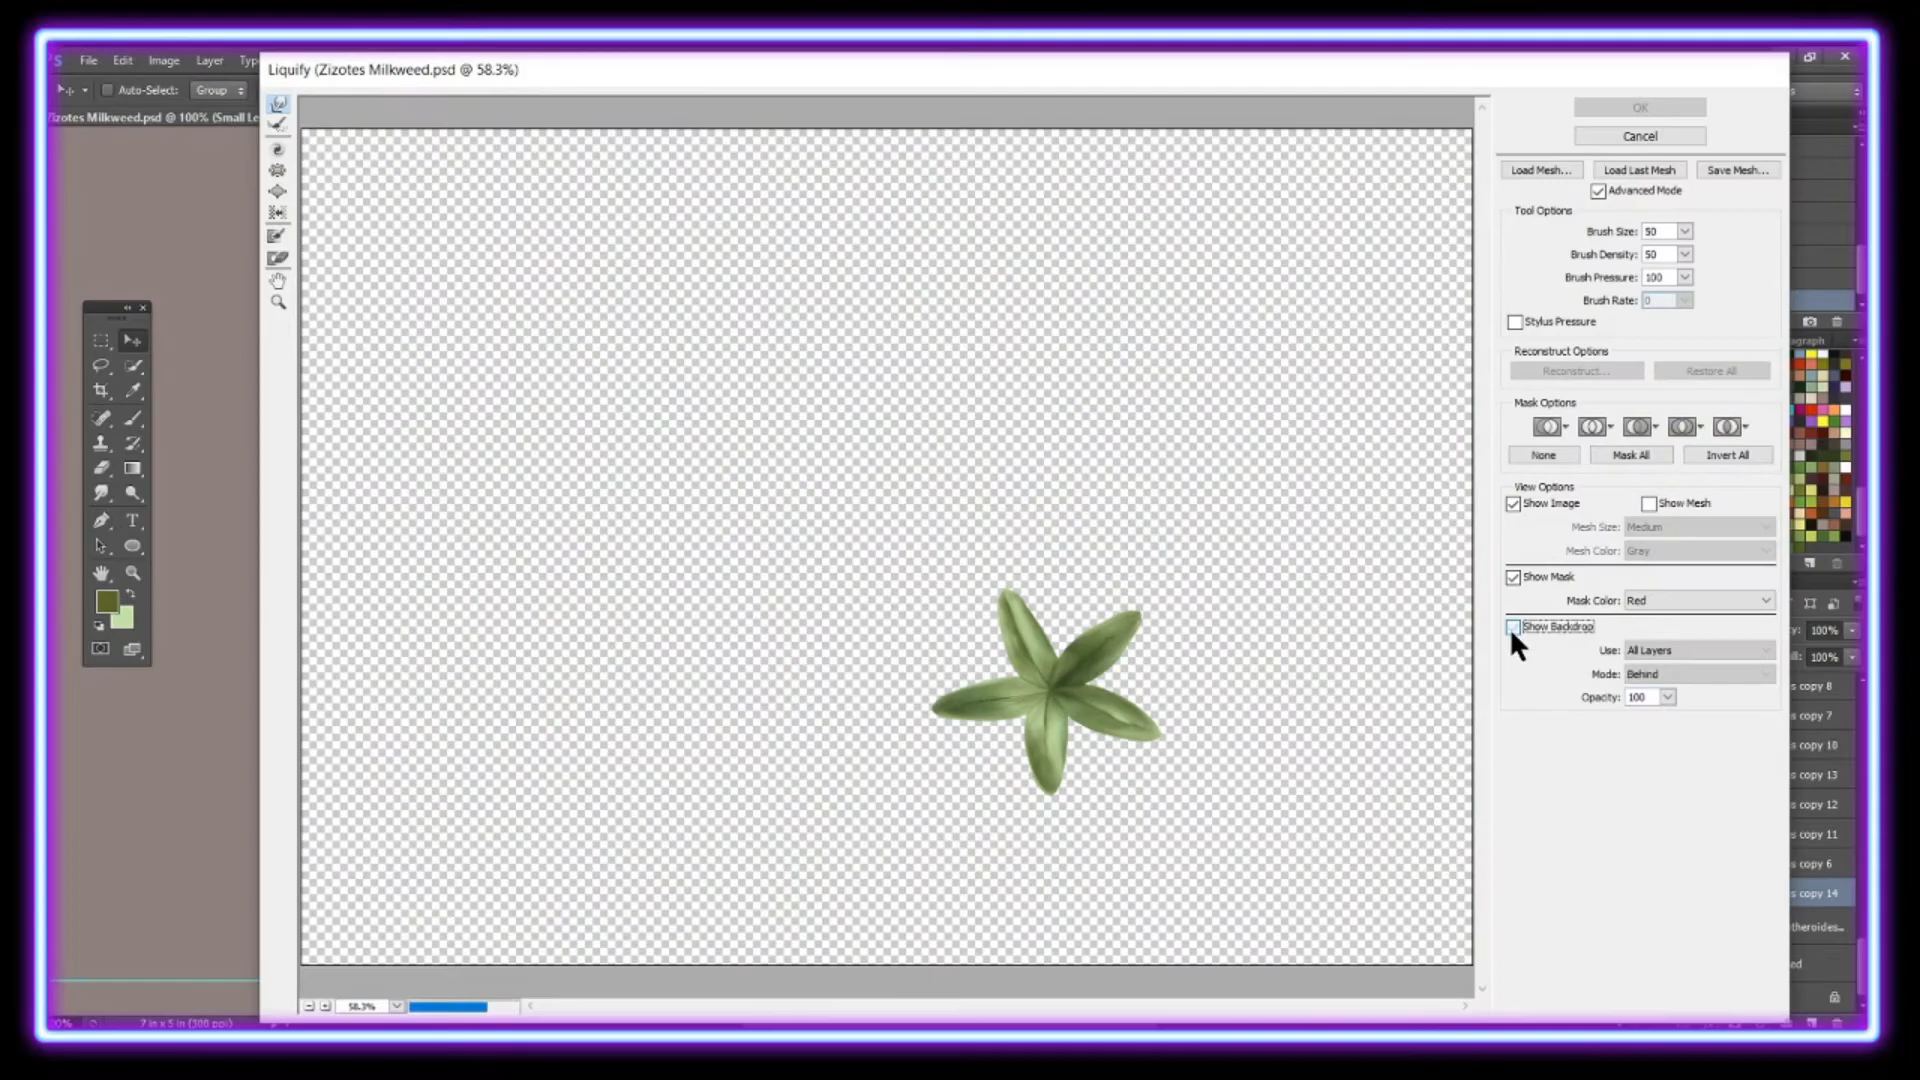 File Edit Image Layer
Liquify (Zizotes Milkweed.psd @ 58.3%)
Auto-Select: Group
Zizotes Milkweed.psd @ 100% (Small Le
OK
Cancel
Load Mesh... Load Last Mesh Save Mesh...
Advanced Mode
Tool Options
Brush Size: 50
Brush Density: 50
Brush Pressure: 100
Brush Rate: 0
Stylus Pressure
Reconstruct Options
Reconstruct... Restore All
Mask Options
None Mask All Invert All
View Options
Show Image Show Mesh
Mesh Size: Medium
Mesh Color: Gray
Show Mask
Mask Color: Red
Show Backdrop
Use: All Layers
Mode: Behind
Opacity: 100
100%
100%
s copy 8
s copy 7
s copy 10
s copy 13
s copy 12
s copy 11
s copy 6
s copy 14
theroides...
58.3%
7 in x 5 in (300 ppi)